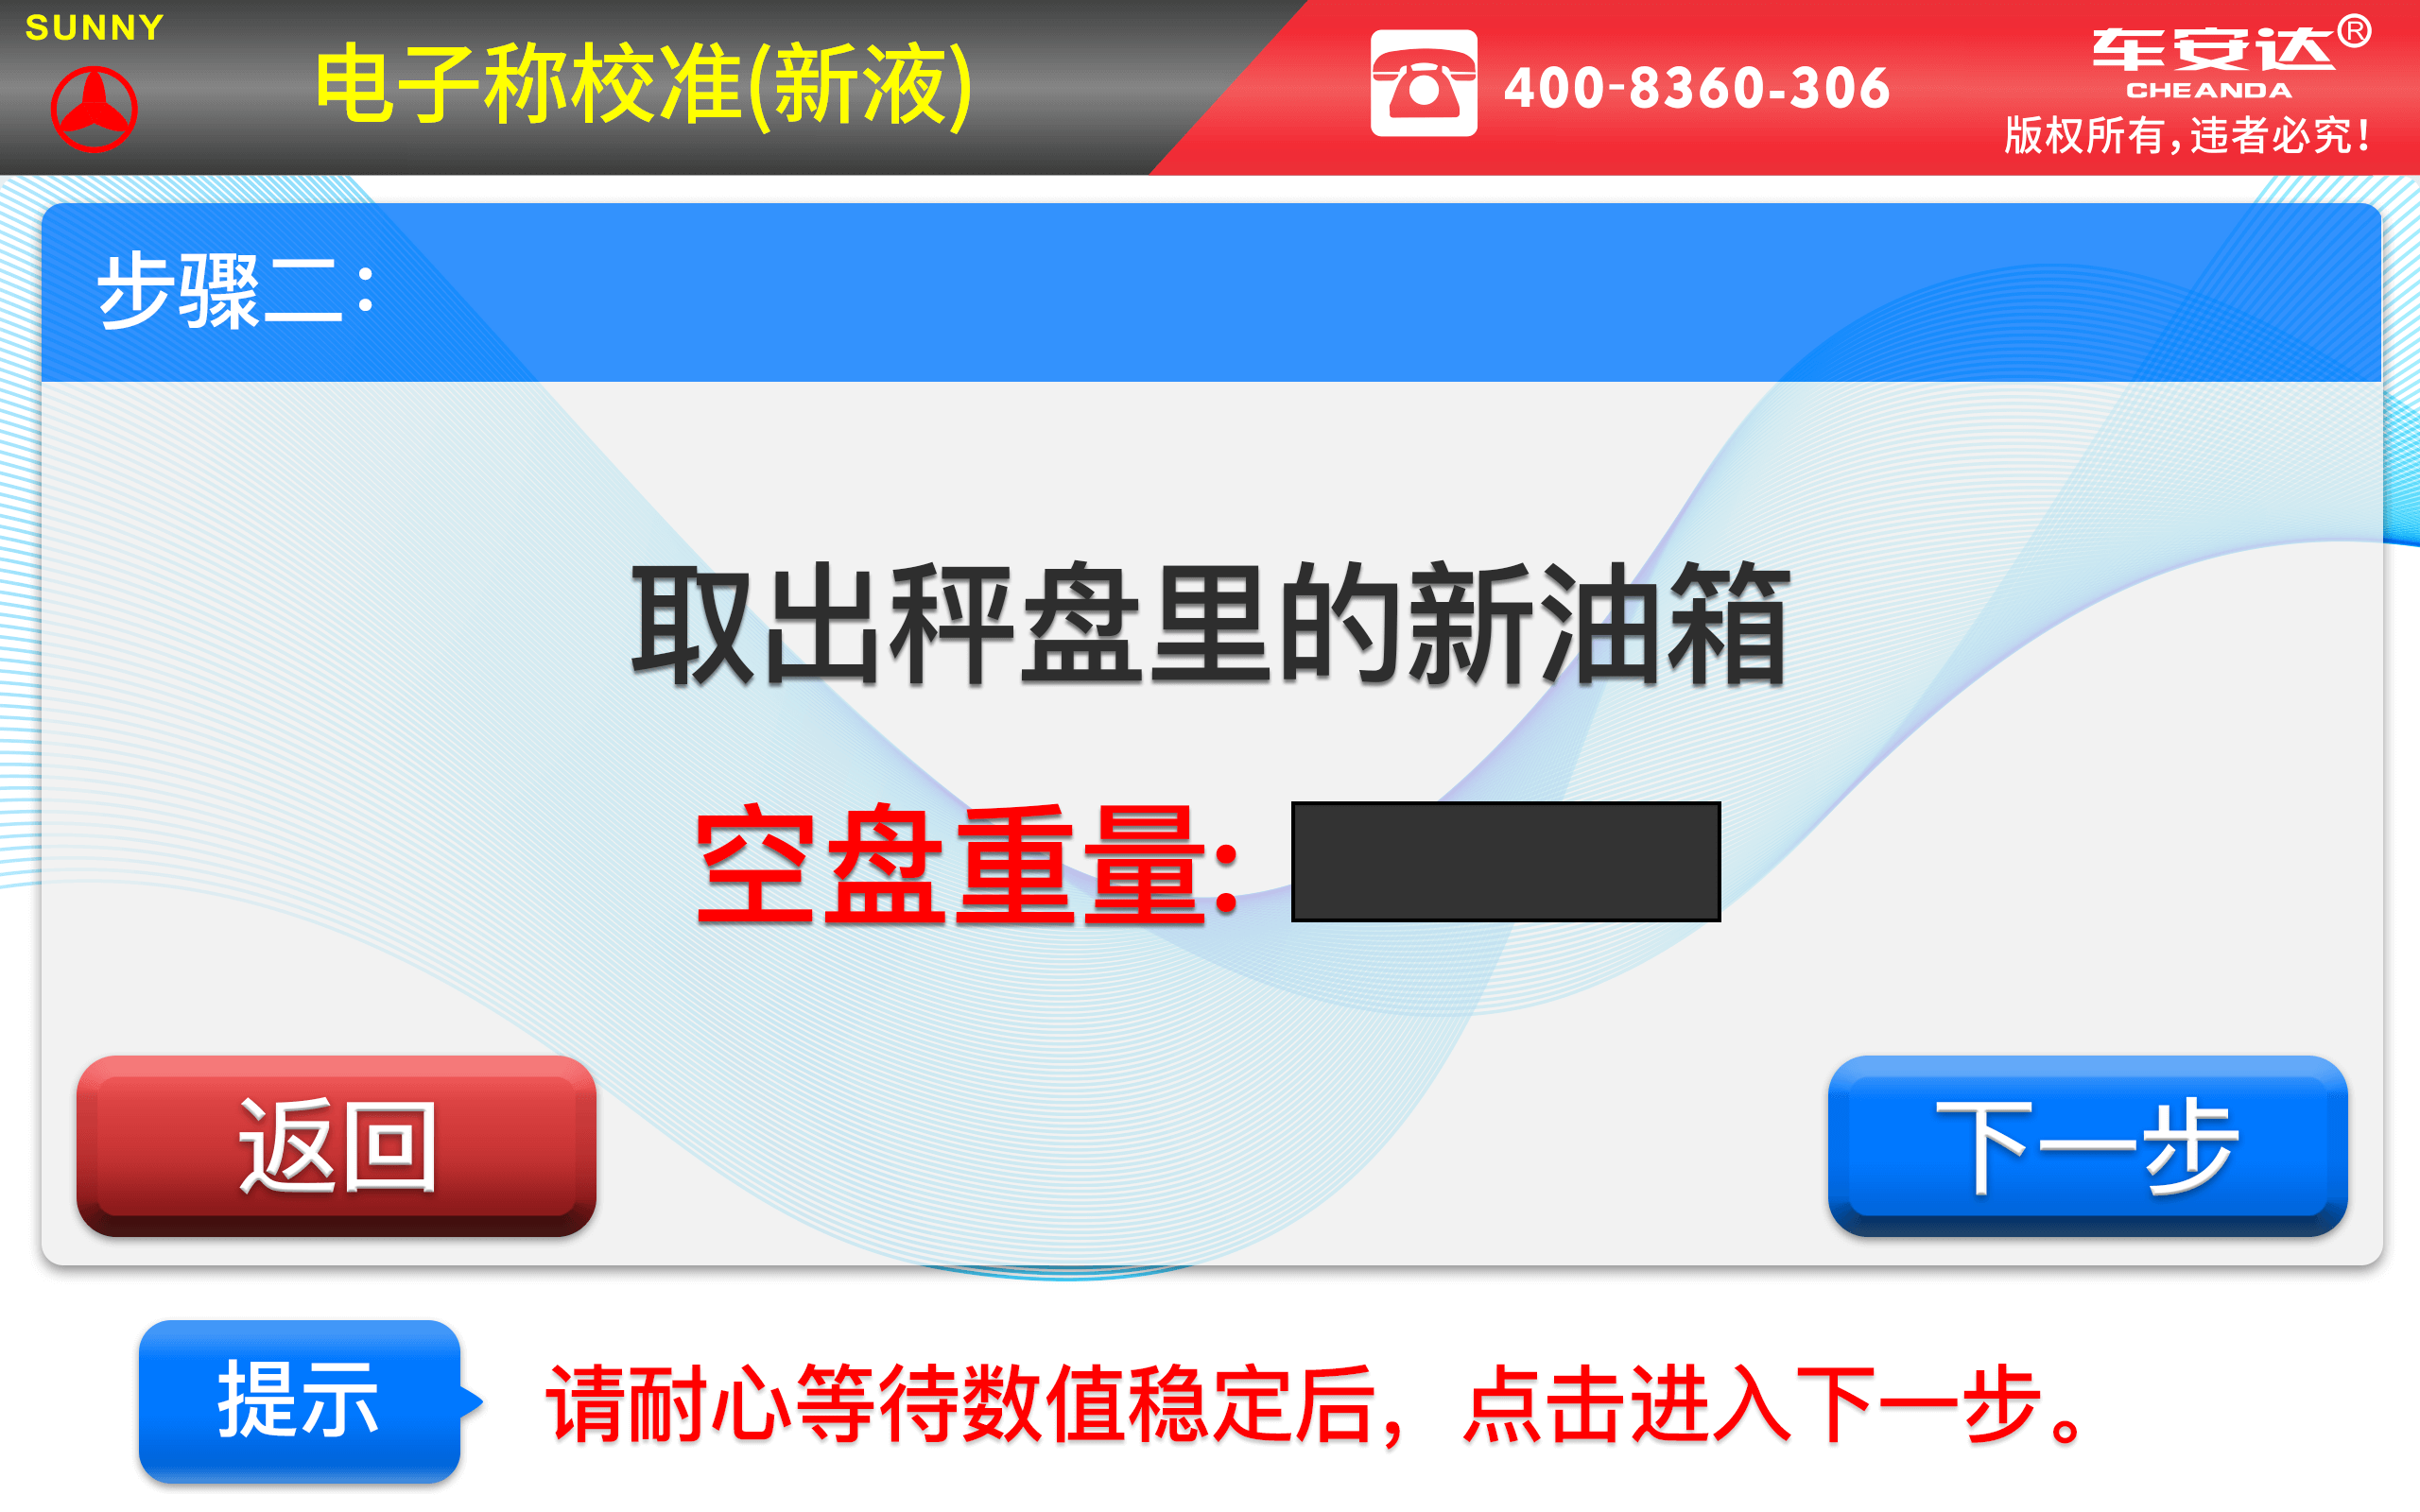 SUNNY
电子称校准(新液)
400-8360-306
车安达®
CHEANDA
版权所有,违者必究!
步骤二:
取出秤盘里的新油箱
空盘重量:
返回
下一步
提示
请耐心等待数值稳定后,点击进入下一步。